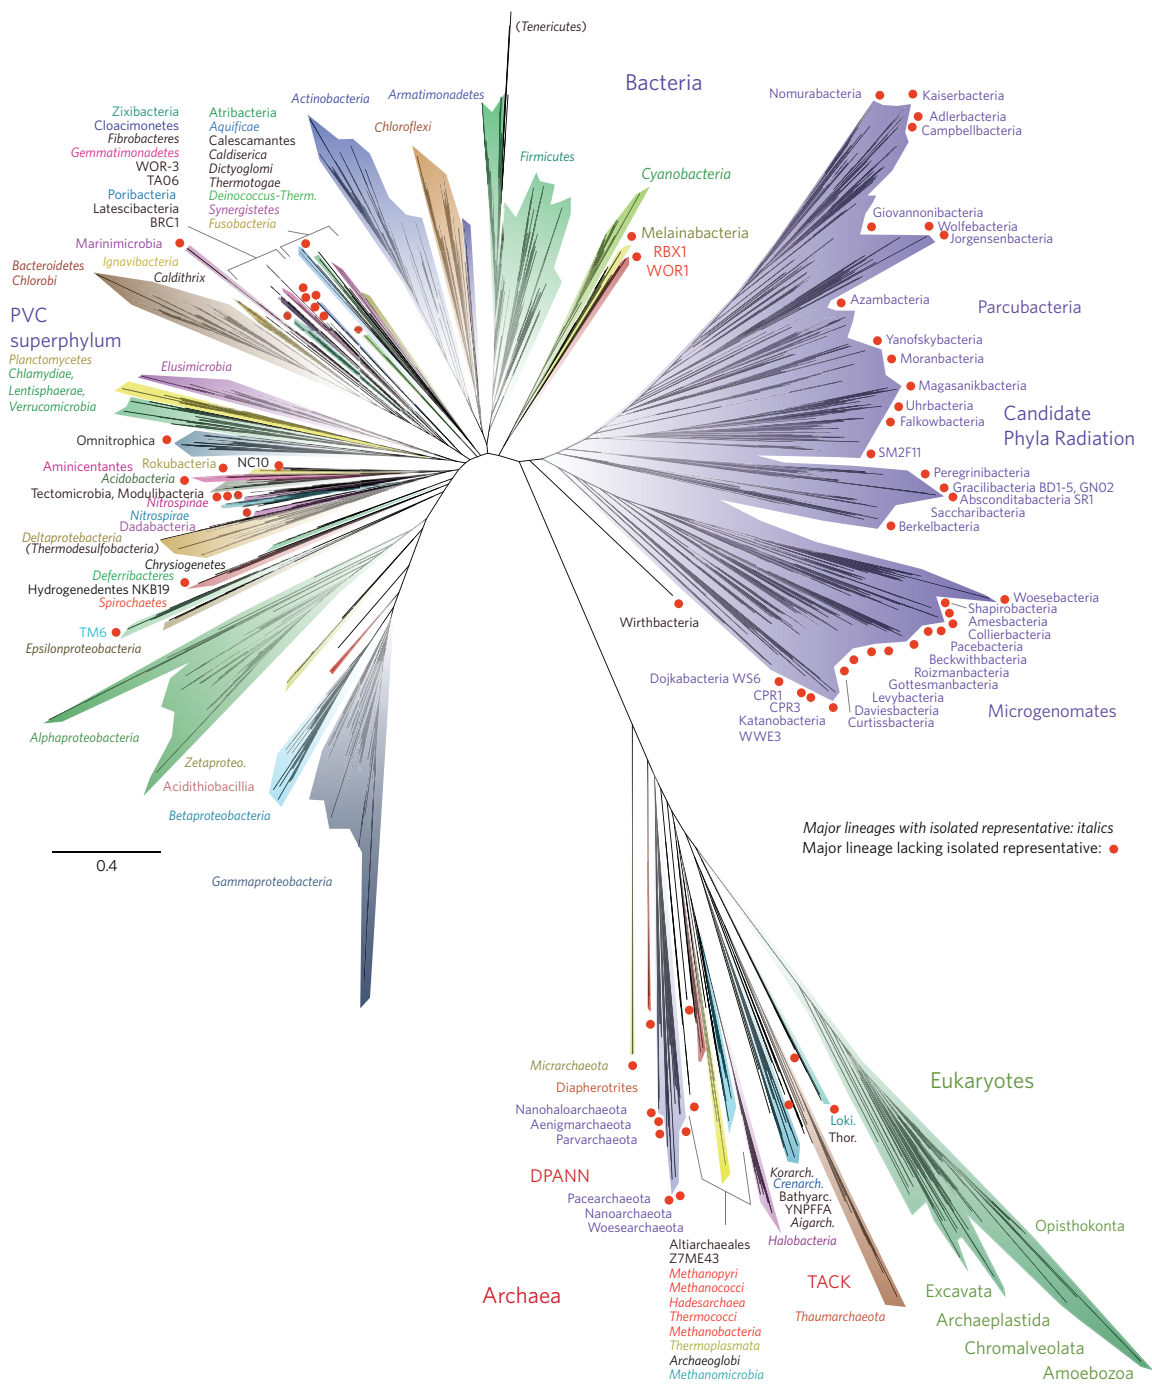 (Tenericutes)
Bacteria
Actinobacteria
Armatimonadetes
Nomurabacteria
Kaiserbacteria
Adlerbacteria
Campbellbacteria
Zixibacteria
Cloacimonetes
Fibrobacteres
Gemmatimonadetes
WOR-3
TA06
Poribacteria
Latescibacteria
BRC1
Atribacteria
Aquificae
Calescamantes
Caldiserica
Dictyoglomi
Thermotogae
Deinococcus-Therm.
Synergistetes
Fusobacteria
Chloroflexi
Firmicutes
Cyanobacteria
Melainabacteria
RBX1
WOR1
Giovannonibacteria
Wolfebacteria
Jorgensenbacteria
Marinimicrobia
Bacteroidetes
Chlorobi
Ignavibacteria
Caldithrix
Azambacteria
Parcubacteria
PVC
superphylum
Planctomycetes
Chlamydiae,
Lentisphaerae,
Verrucomicrobia
Elusimicrobia
Yanofskybacteria
Moranbacteria
Magasanikbacteria
Uhrbacteria
Falkowbacteria
Candidate
Phyla Radiation
SM2F11
Omnitrophica
Aminicentantes
Rokubacteria
NC10
Acidobacteria
Tectomicrobia, Modulibacteria
Nitrospinae
Nitrospirae
Dadabacteria
Deltaprotebacteria
(Thermodesulfobacteria)
Chrysiogenetes
Deferribacteres
Hydrogenedentes NKB19
Spirochaetes
TM6
Epsilonproteobacteria
Peregrinibacteria
Gracilibacteria BD1-5, GN02
Absconditabacteria SR1
Saccharibacteria
Berkelbacteria
Woesebacteria
Shapirobacteria
Amesbacteria
Collierbacteria
Pacebacteria
Beckwithbacteria
Roizmanbacteria
Gottesmanbacteria
Levybacteria
Daviesbacteria
Curtissbacteria
Wirthbacteria
Dojkabacteria WS6
CPR1
CPR3
Katanobacteria
WWE3
Microgenomates
Alphaproteobacteria
Zetaproteo.
Acidithiobacillia
Betaproteobacteria
Gammaproteobacteria
0.4
Major lineages with isolated representative: italics
Major lineage lacking isolated representative:
Micrarchaeota
Diapherotrites
Nanohaloarchaeota
Aenigmarchaeota
Parvarchaeota
DPANN
Pacearchaeota
Nanoarchaeota
Woesearchaeota
Archaea
Altiarchaeales
Z7ME43
Methanopyri
Methanococci
Hadesarchaea
Thermococci
Methanobacteria
Thermoplasmata
Archaeoglobi
Methanomicrobia
Halobacteria
Korarch.
Crenarch.
Bathyarc.
YNPFFA
Aigarch.
Loki.
Thor.
TACK
Thaumarchaeota
Eukaryotes
Opisthokonta
Excavata
Archaeplastida
Chromalveolata
Amoebozoa